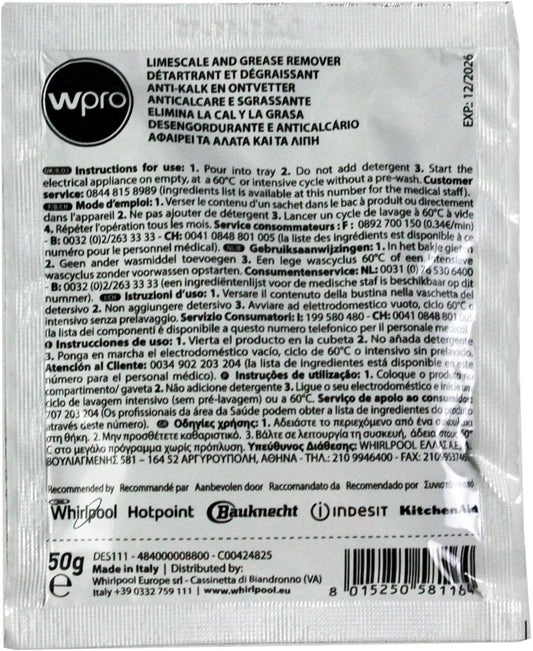 wpro
LIMESCALE AND GREASE REMOVER
DÉTARTRANT ET DÉGRAISSANT
ANTI-KALK EN ONTVETTER
ANTICALCARE E SGRASSANTE
ELIMINA LA CAL Y LA GRASA
DESENGORDURANTE E ANTICALCÁRIO
ΑΦΑΙΡΕΙ ΤΑ ΑΛΑΤΑ ΚΑΙ ΤΑ ΛΙΠΗ
EXP.: 12/2026
Instructions for use: 1. Pour into tray 2. Do not add detergent 3. Start the
electrical appliance on empty, at a 60°C or intensive cycle without a pre-wash. Customer
service: 0844 815 8989 (ingredients list is available at this number for the medical staff).
Mode d'emploi: 1. Verser le contenu d'un sachet dans le bac à produit ou directement
dans l'appareil 2. Ne pas ajouter de détergent 3. Lancer un cycle de lavage à 60°C à vide
4. Répéter l'opération tous les mois. Service consommateurs : F : 0892 700 150 (0.34€/min)
- B: 0032 (0)2/263 33 33 - CH: 0041 0848 801 005 (la liste des ingrédients est disponible à ce
numéro pour le personnel médical). Gebruiksaanwijzingen: 1. In het bakje
2. Geen ander wasmiddel toevoegen 3. Een lege wascyclus 60°C of een intensieve
wascyclus zonder voorwassen opstarten. Consumentenservice: NL: 0031 (0) 76 530 6400
- B: 0032 (0)2/263 33 33 (een ingrediëntenlijst voor de medische staf is beschikbaar op dit
nummer). Istruzioni d'uso: 1. Versare il contenuto della bustina nella vaschetta del
detersivo 2. Non aggiungere detersivo 3. Avviare ad elettrodomestico vuoto, ciclo 60°C o
intensivo senza prelavaggio. Servizio Consumatori: I: 199 580 480 - CH: 0041 0848 801
(la lista dei componenti è disponibile a questo numero telefonico per il personale medico).
Instrucciones de uso: 1. Vierta el producto en la cubeta 2. No añada detergente
3. Ponga en marcha el electrodoméstico vacío, ciclo de 60°C o intensivo sin prelavado.
Atención al Cliente: 0034 902 203 204 (la lista de ingredientes está disponible en este
número para el personal médico). Instruções de utilização: 1. Coloque o produto
compartimento/ gaveta 2. Não adicione detergente 3. Ligue o seu electrodoméstico e inicie um
ciclo de lavagem intensivo (sem pré-lavagem) ou a 60°C. Serviço de apoio ao consumidor:
707 203 204 (Os profissionais da área da Saúde podem obter a lista de ingredientes do produto
através deste número). Οδηγίες χρήσης: 1. Αδειάστε το περιεχόμενο από ένα
στη θήκη. 2. Μην προσθέτετε καθαριστικό. 3. Βάλτε σε λειτουργία τη συσκευή, άδεια στους 60°
C στο μεγάλο πρόγραμμα χωρίς πρόπλυση. Υπεύθυνος Διάθεσης: WHIRLPOOL ΕΛΛΑΣ
ΒΟΥΛΙΑΓΜΕΝΗΣ 581 – 164 52 ΑΡΓΥΡΟΥΠΟΛΗ, ΑΘΗΝΑ - ΤΗΛ.: 210 9946400 - FAX:
Recommended by Recommandé par Aanbevolen door Raccomandato da Recomendado por
Whirlpool Hotpoint Bauknecht INDESIT KitchenAid
50g
e
DES111 - 484000008800 - C00424825
Made in Italy | Distributed by:
Whirlpool Europe srl - Cassinetta di Biandronno (VA)
Italy +39 0332 759 111 | www.whirlpool.eu
8 015250 58116